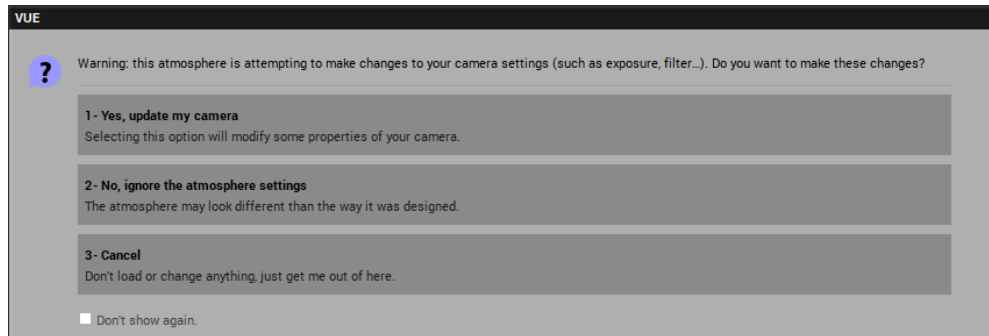 VUE
?
Warning: this atmosphere is attempting to make changes to your camera settings (such as exposure, filter...). Do you want to make these changes?
1- Yes, update my camera
Selecting this option will modify some properties of your camera.
2- No, ignore the atmosphere settings
The atmosphere may look different than the way it was designed.
3- Cancel
Don't load or change anything, just get me out of here.
Don't show again.